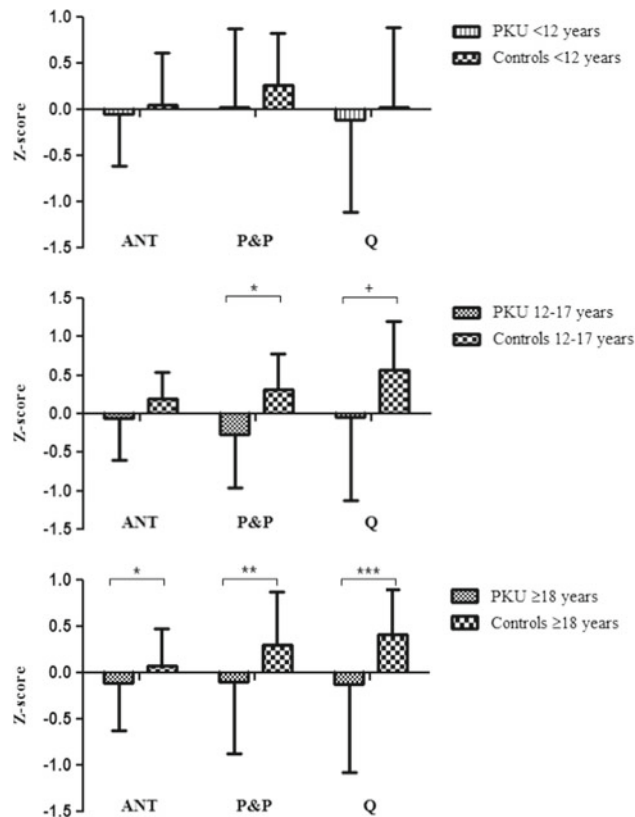 1.0
0.5
0.0
-0.5
-1.0
-1.5
Z-score
ANT P&P Q
PKU <12 years
Controls <12 years
1.5
1.0
0.5
0.0
-0.5
-1.0
-1.5
Z-score
* +
ANT P&P Q
PKU 12-17 years
Controls 12-17 years
1.0
0.5
0.0
-0.5
-1.0
-1.5
Z-score
* ** ***
ANT P&P Q
PKU ≥18 years
Controls ≥18 years